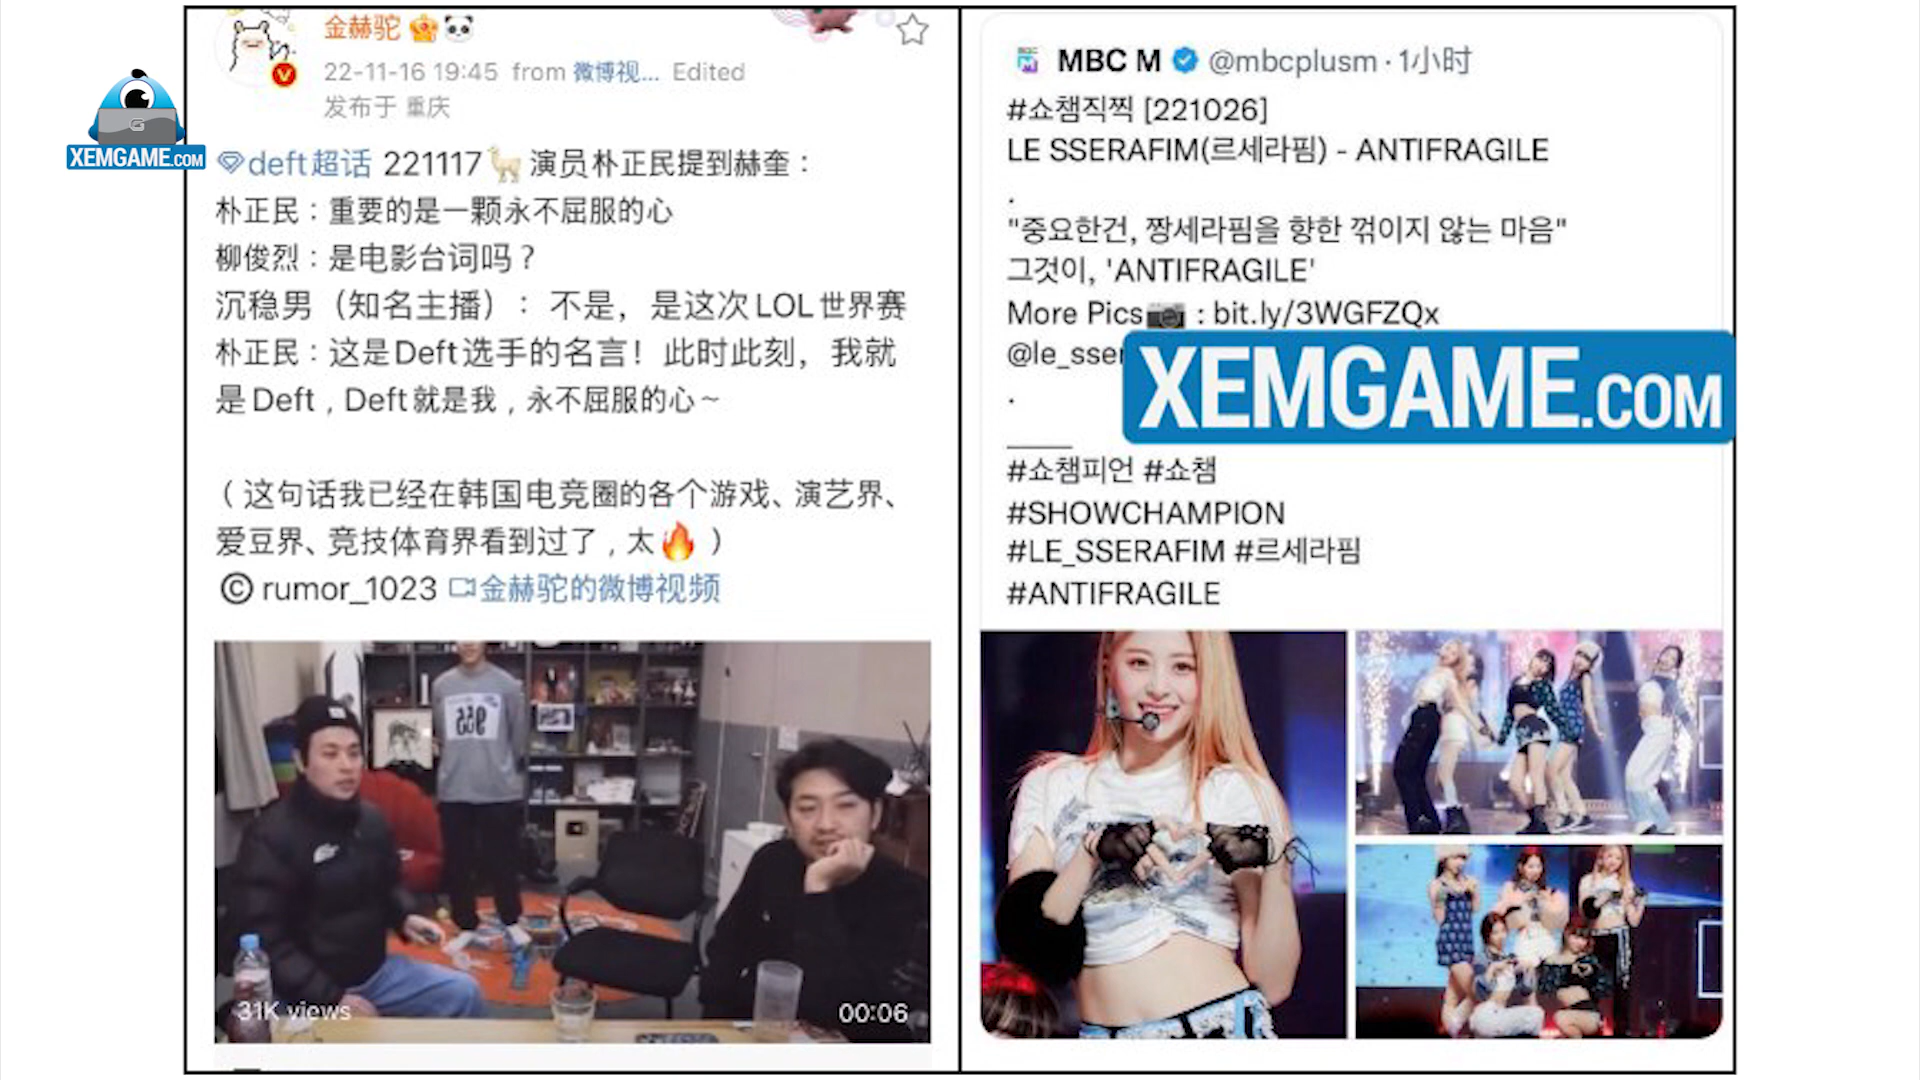 金赫驼
22-11-16 19:45 from 微博视... Edited
发布于 重庆
XEMGAME.COM
deft超话 221117🦙演员朴正民提到赫奎：
朴正民：重要的是一颗永不屈服的心
柳俊烈：是电影台词吗？
沉稳男（知名主播）：不是，是这次LOL世界赛
朴正民：这是Deft选手的名言！此时此刻，我就
是Deft，Deft就是我，永不屈服的心～
（这句话我已经在韩国电竞圈的各个游戏、演艺界、
爱豆界、竞技体育界看到过了，太🔥）
©rumor_1023 金赫驼的微博视频
956
31K views
00:06
MBC M @mbcplusm · 1小时
#쇼챔직찍 [221026]
LE SSERAFIM(르세라핌) - ANTIFRAGILE
.
"중요한건, 짱세라핌을 향한 꺾이지 않는 마음"
그것이, 'ANTIFRAGILE'
More Pics📷 : bit.ly/3WGFZQx
@le_sser
XEMGAME.COM
.
#쇼챔피언 #쇼챔
#SHOWCHAMPION
#LE_SSERAFIM #르세라핌
#ANTIFRAGILE